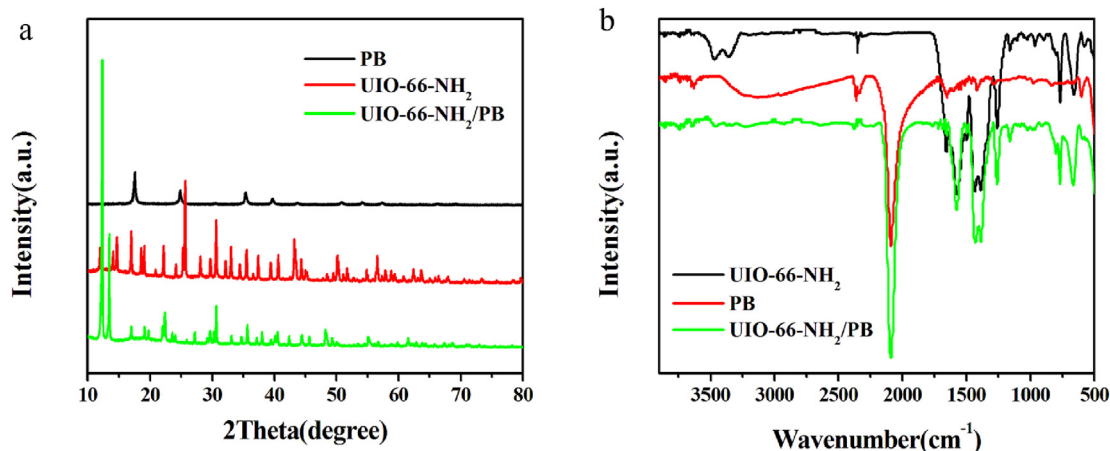 a
PB
UIO-66-NH₂
UIO-66-NH₂/PB
Intensity(a.u.)
10 20 30 40 50 60 70 80
2Theta(degree)
b
UIO-66-NH₂
PB
UIO-66-NH₂/PB
Intensity(a.u.)
3500 3000 2500 2000 1500 1000 500
Wavenumber(cm⁻¹)